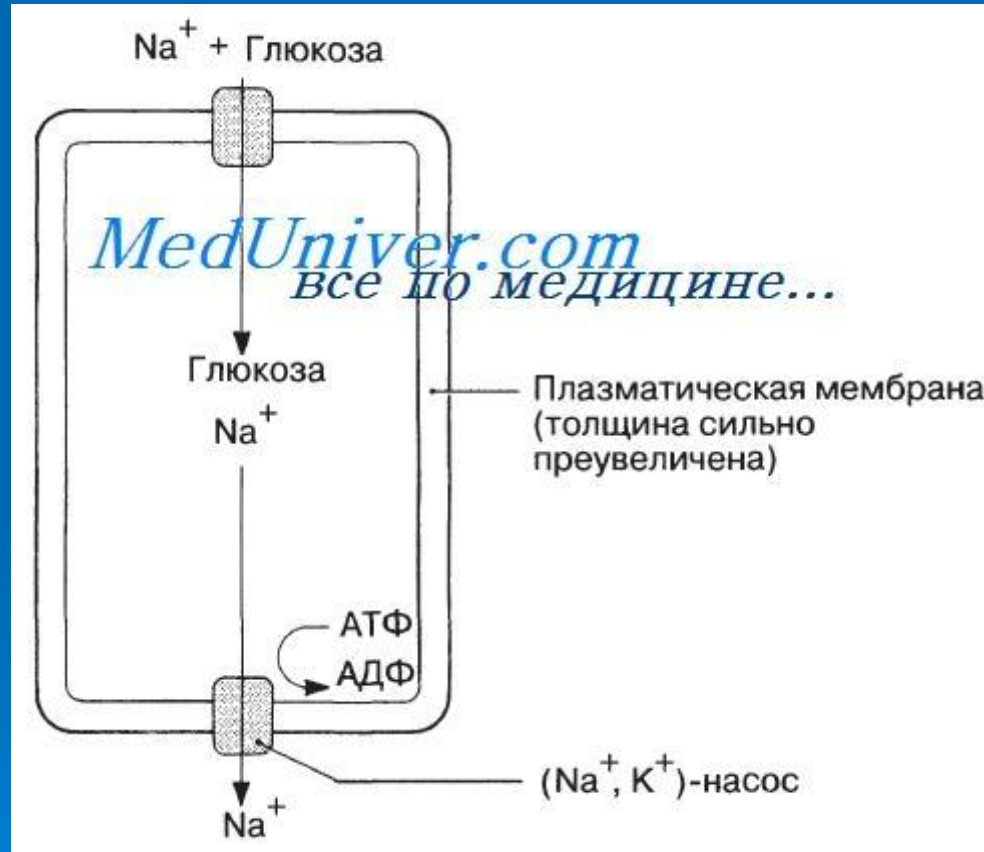 Na⁺ + Глюкоза
MedUniver.com
все по медицине...
Глюкоза
Na⁺
Плазматическая мембрана
(толщина сильно
преувеличена)
АТФ
АДФ
(Na⁺, K⁺)-насос
Na⁺